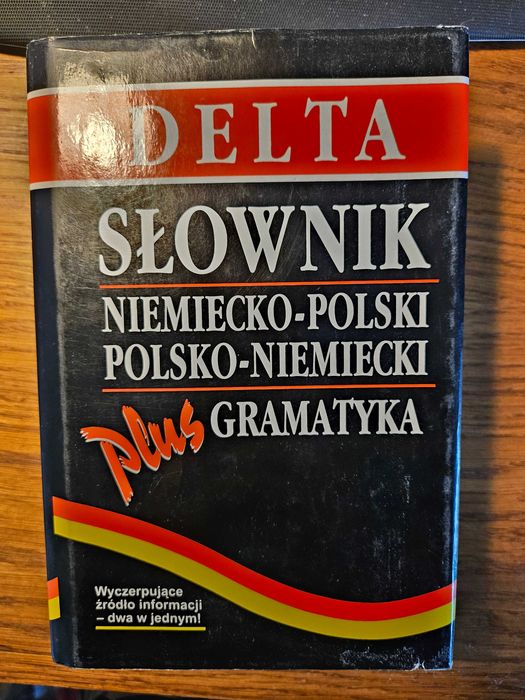 DELTA
SŁOWNIK
NIEMIECKO-POLSKI
POLSKO-NIEMIECKI
plus GRAMATYKA
Wyczerpujące
źródło informacji
– dwa w jednym!